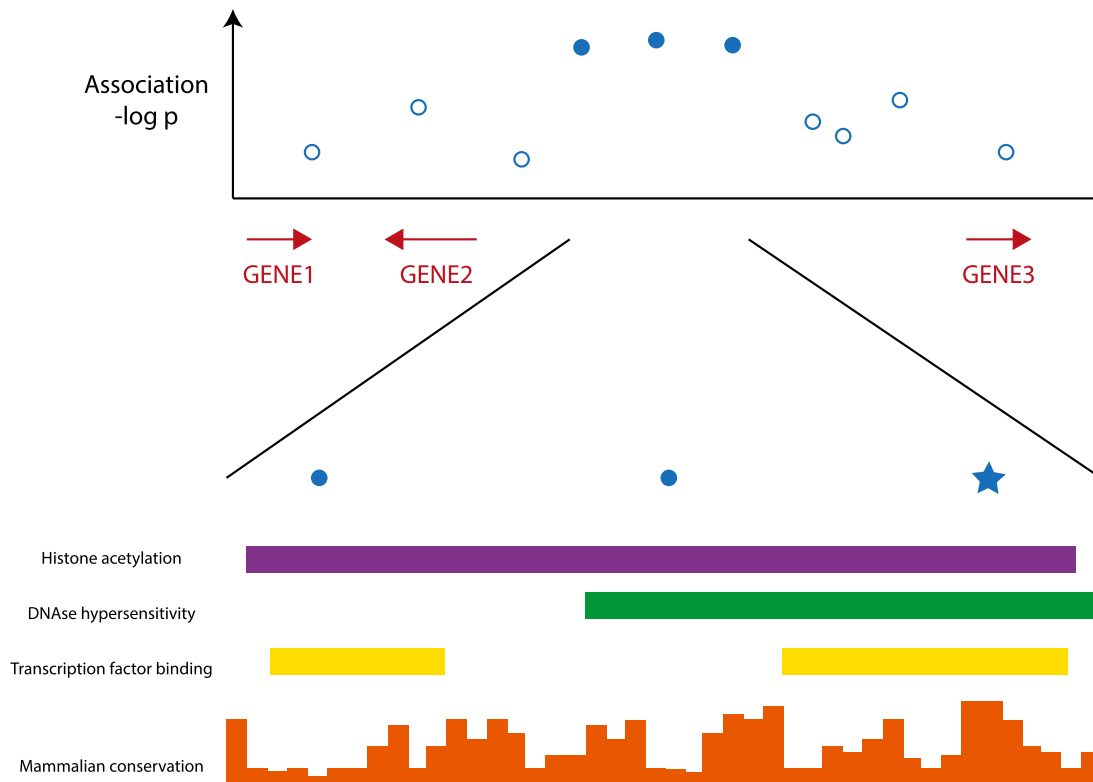 Association
-log p
GENE1
GENE2
GENE3
Histone acetylation
DNAse hypersensitivity
Transcription factor binding
Mammalian conservation